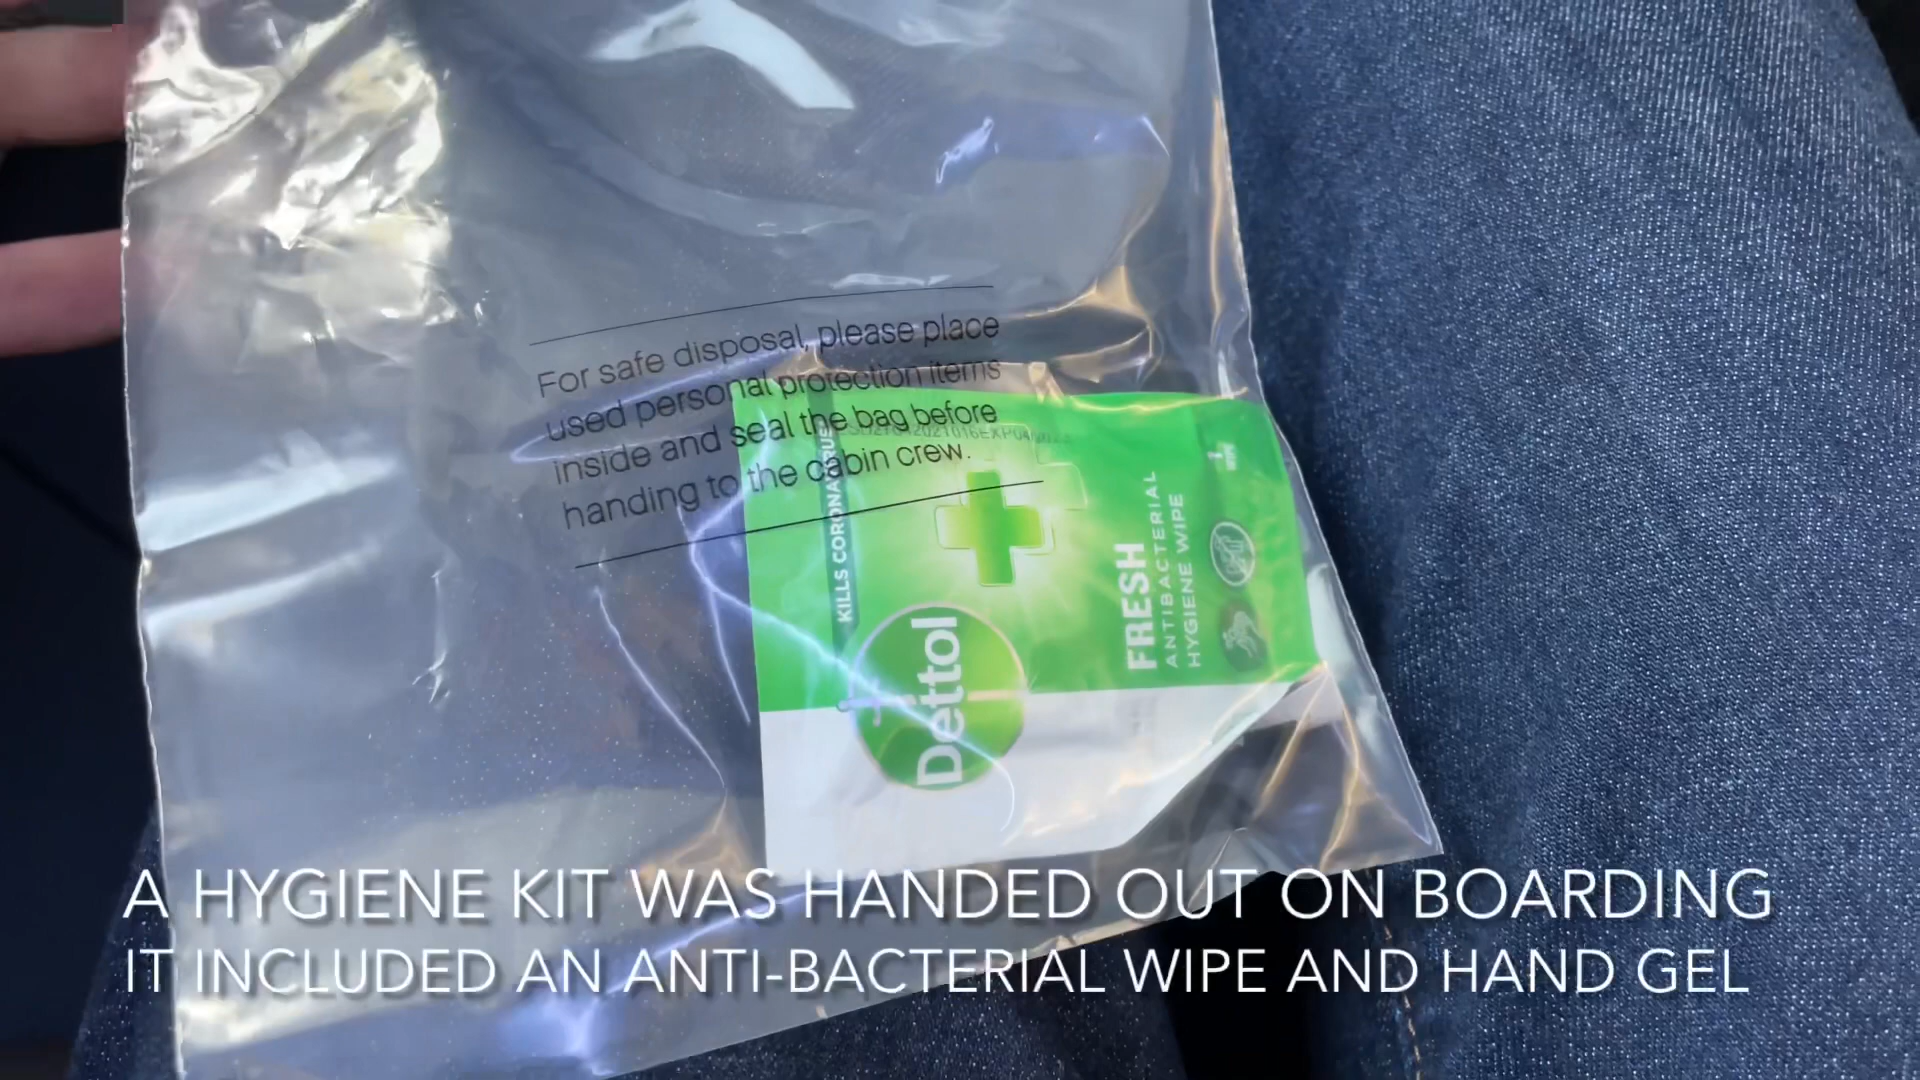 For safe disposal, please place
used personal protection items
inside and seal the bag before
handing to the cabin crew.
KILLS CORONAVIRUS
Dettol
FRESH
ANTIBACTERIAL
HYGIENE WIPE
1
WIPE
A HYGIENE KIT WAS HANDED OUT ON BOARDING
IT INCLUDED AN ANTI-BACTERIAL WIPE AND HAND GEL